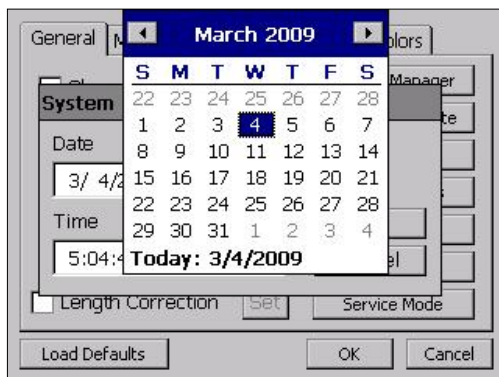 General
March 2009
olors
S M T W T F S
Manager
System
22 23 24 25 26 27 28
1 2 3 4 5 6 7
Date
8 9 10 11 12 13 14
3/ 4/2
15 16 17 18 19 20 21
22 23 24 25 26 27 28
Time
29 30 31 1 2 3 4
5:04:4
Today: 3/4/2009
Length Correction
Set
Service Mode
Load Defaults
OK
Cancel